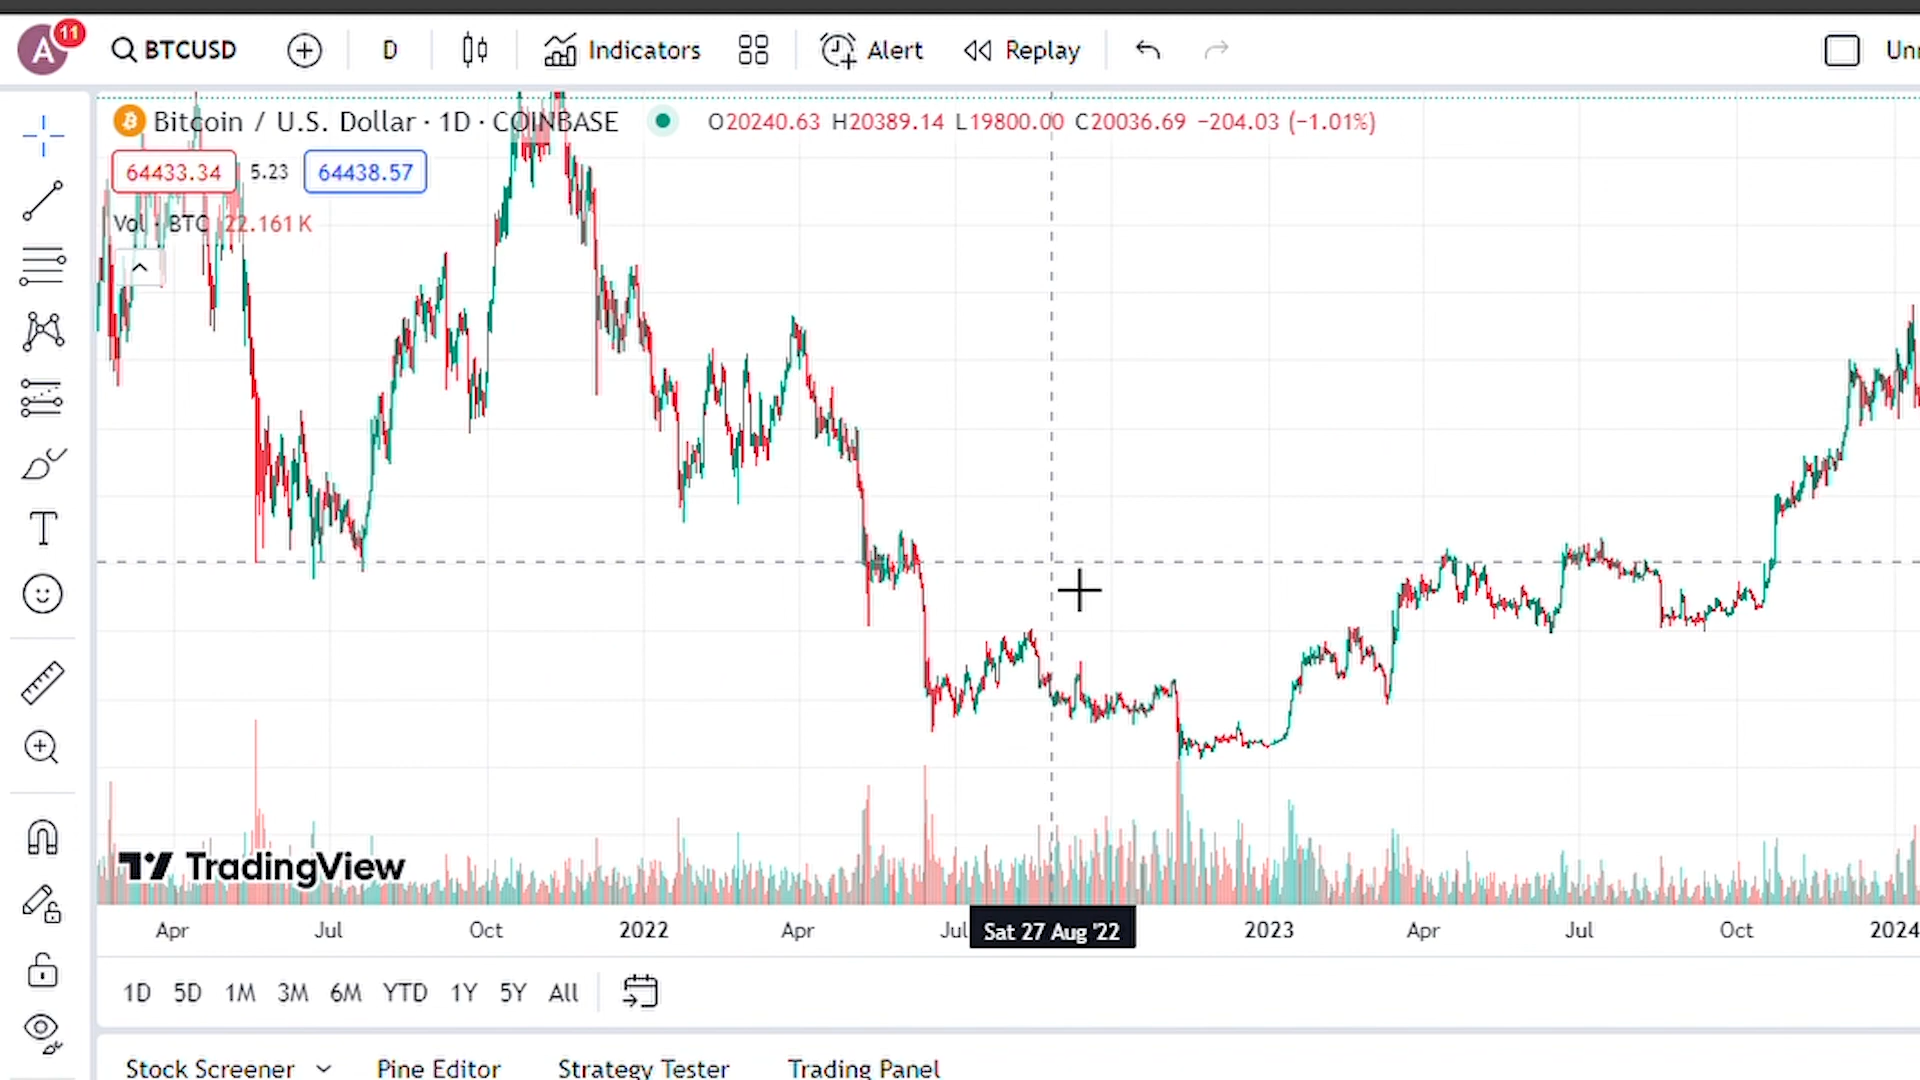 A 11 BTCUSD D Indicators Alert Replay Unn
Bitcoin / U.S. Dollar · 1D · COINBASE O20240.63 H20389.14 L19800.00 C20036.69 −204.03 (−1.01%)
64433.34 5.23 64438.57
Vol · BTC 22.161 K
T
TradingView
Apr Jul Oct 2022 Apr Jul Sat 27 Aug '22 2023 Apr Jul Oct 2024
1D 5D 1M 3M 6M YTD 1Y 5Y All
Stock Screener Pine Editor Strategy Tester Trading Panel